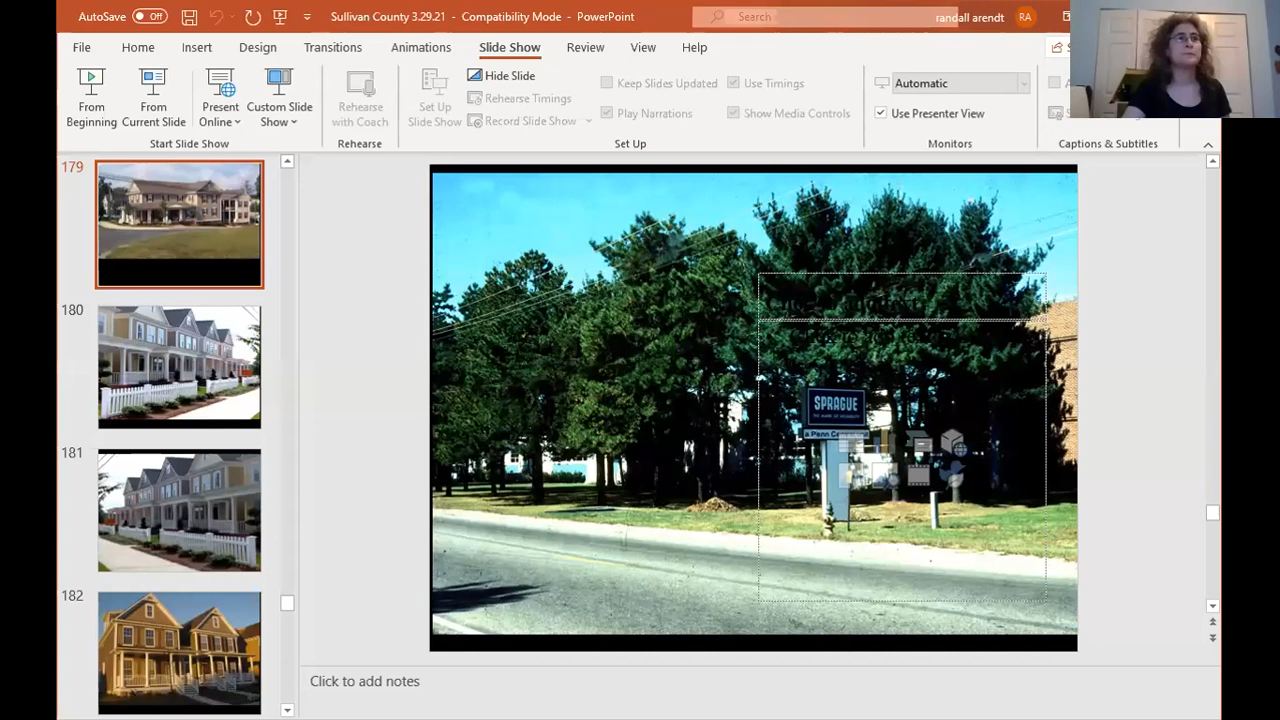 AutoSave Off
Sullivan County 3.29.21 - Compatibility Mode - PowerPoint
Search
randall arendt RA
File Home Insert Design Transitions Animations Slide Show Review View Help
From Beginning
From Current Slide
Present Online
Custom Slide Show
Start Slide Show
Rehearse with Coach
Rehearse
Set Up Slide Show
Hide Slide
Rehearse Timings
Record Slide Show
Keep Slides Updated
Play Narrations
Use Timings
Show Media Controls
Set Up
Automatic
Use Presenter View
Monitors
Captions & Subtitles
179
180
181
182
SPRAGUE
a Penn
Click to add notes